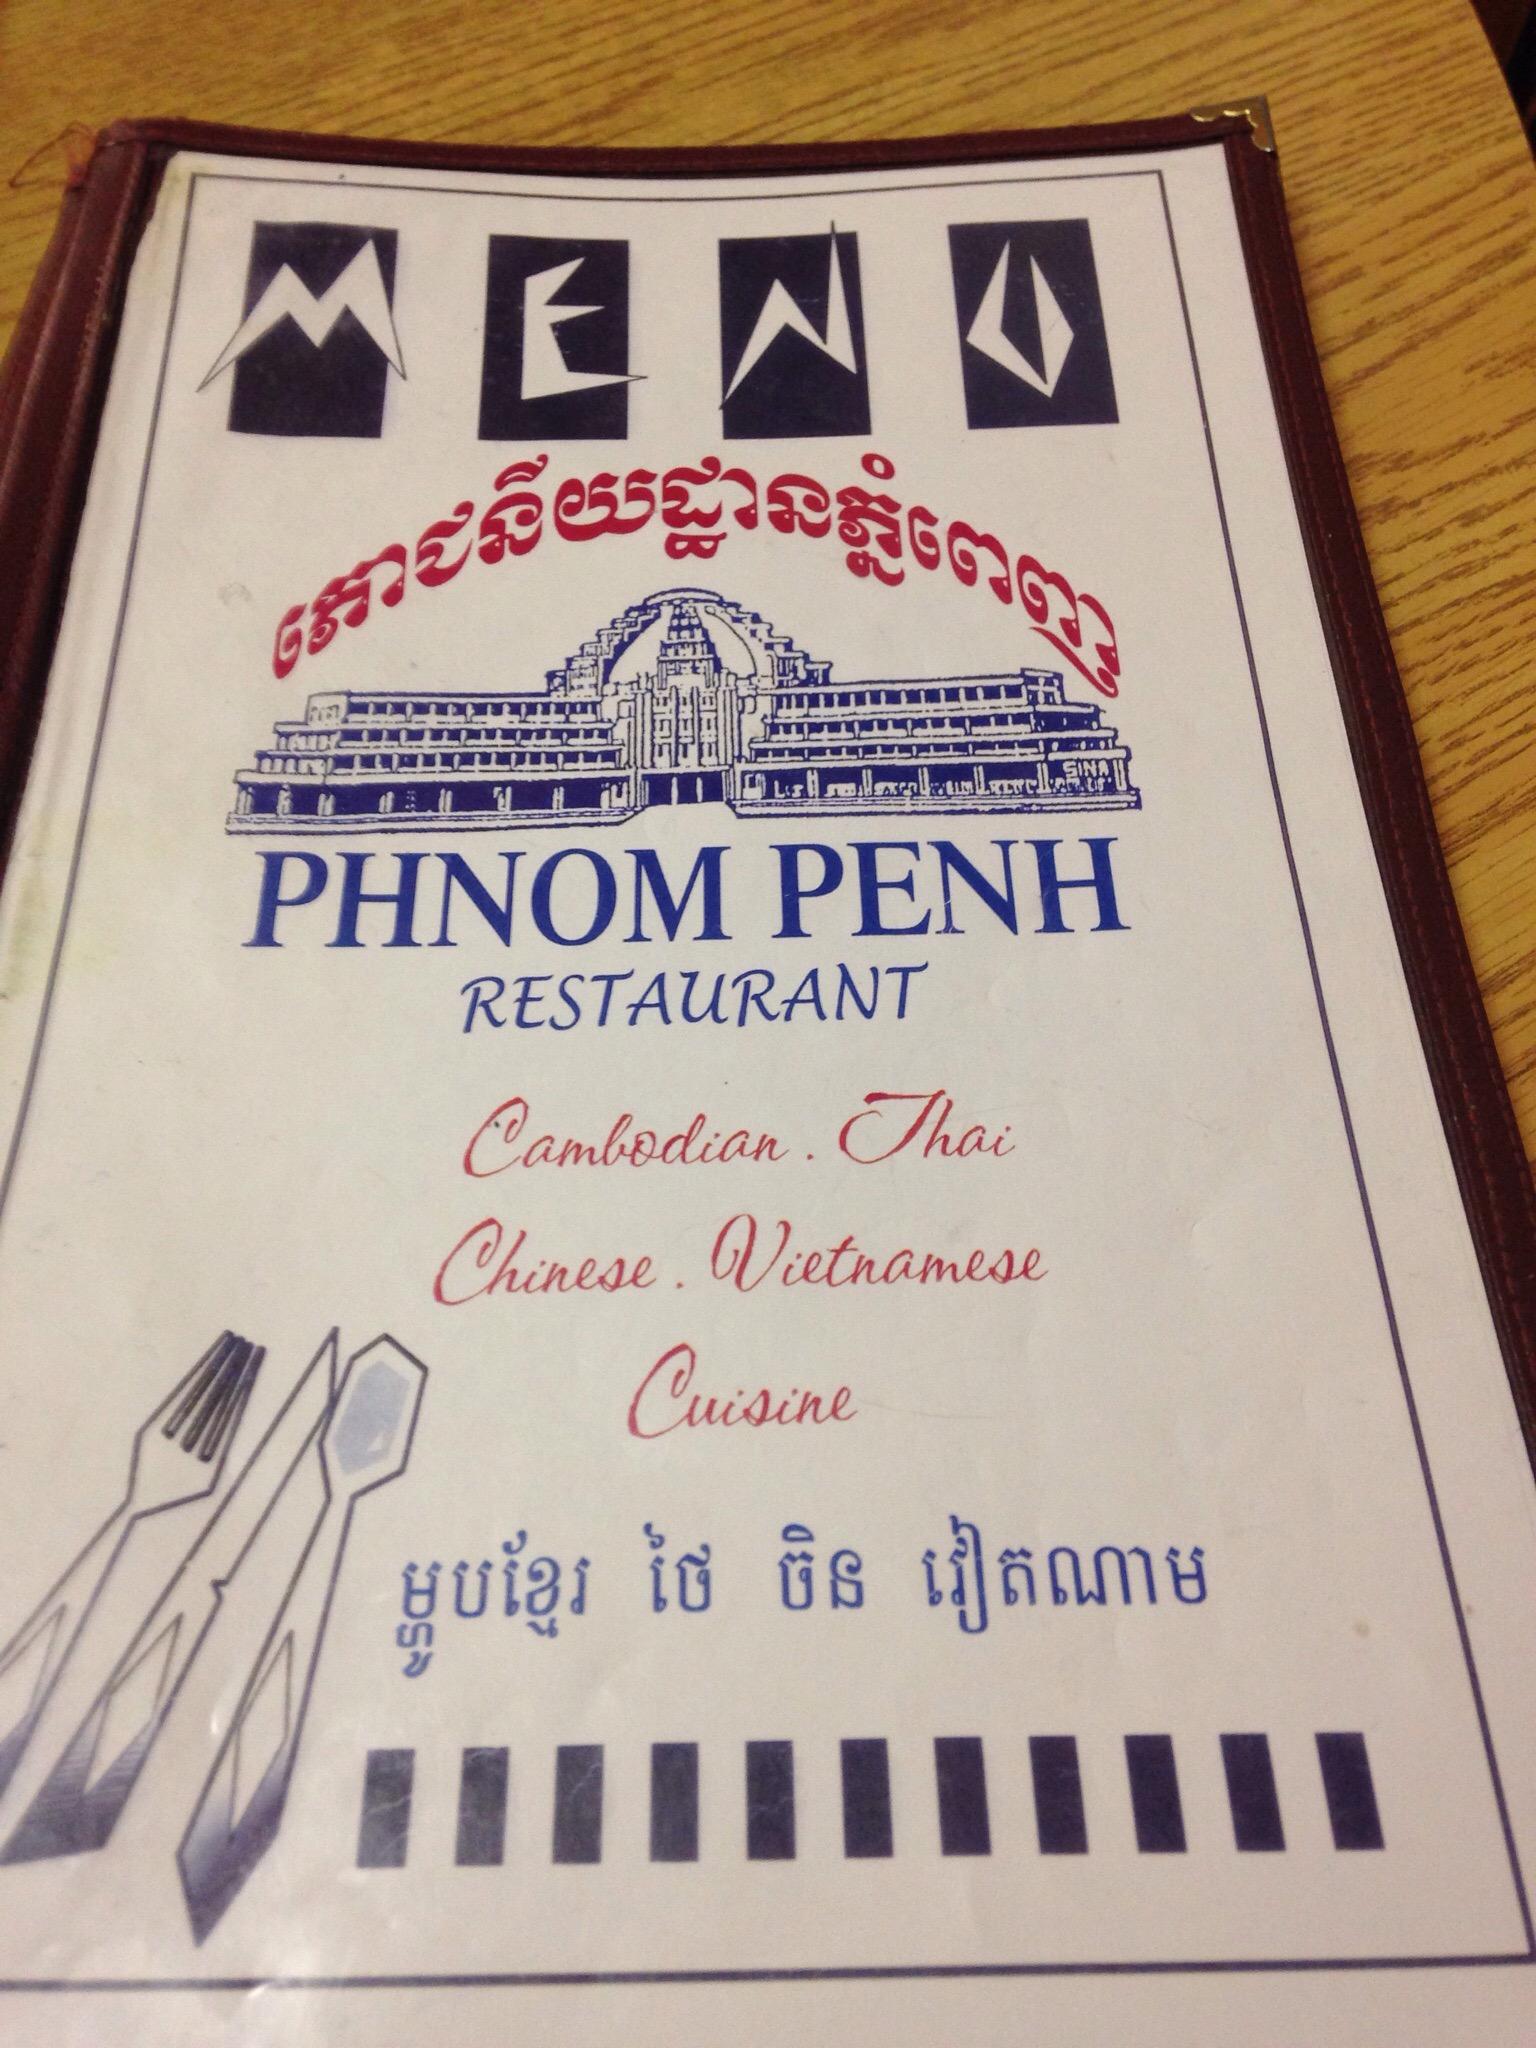 MENU
ភោជនីយដ្ឋានភ្នំពេញ
SINA
PHNOM PENH
RESTAURANT
Cambodian . Thai
Chinese . Vietnamese
Cuisine
ម្ហូបខ្មែរ ថៃ ចិន វៀតណាម